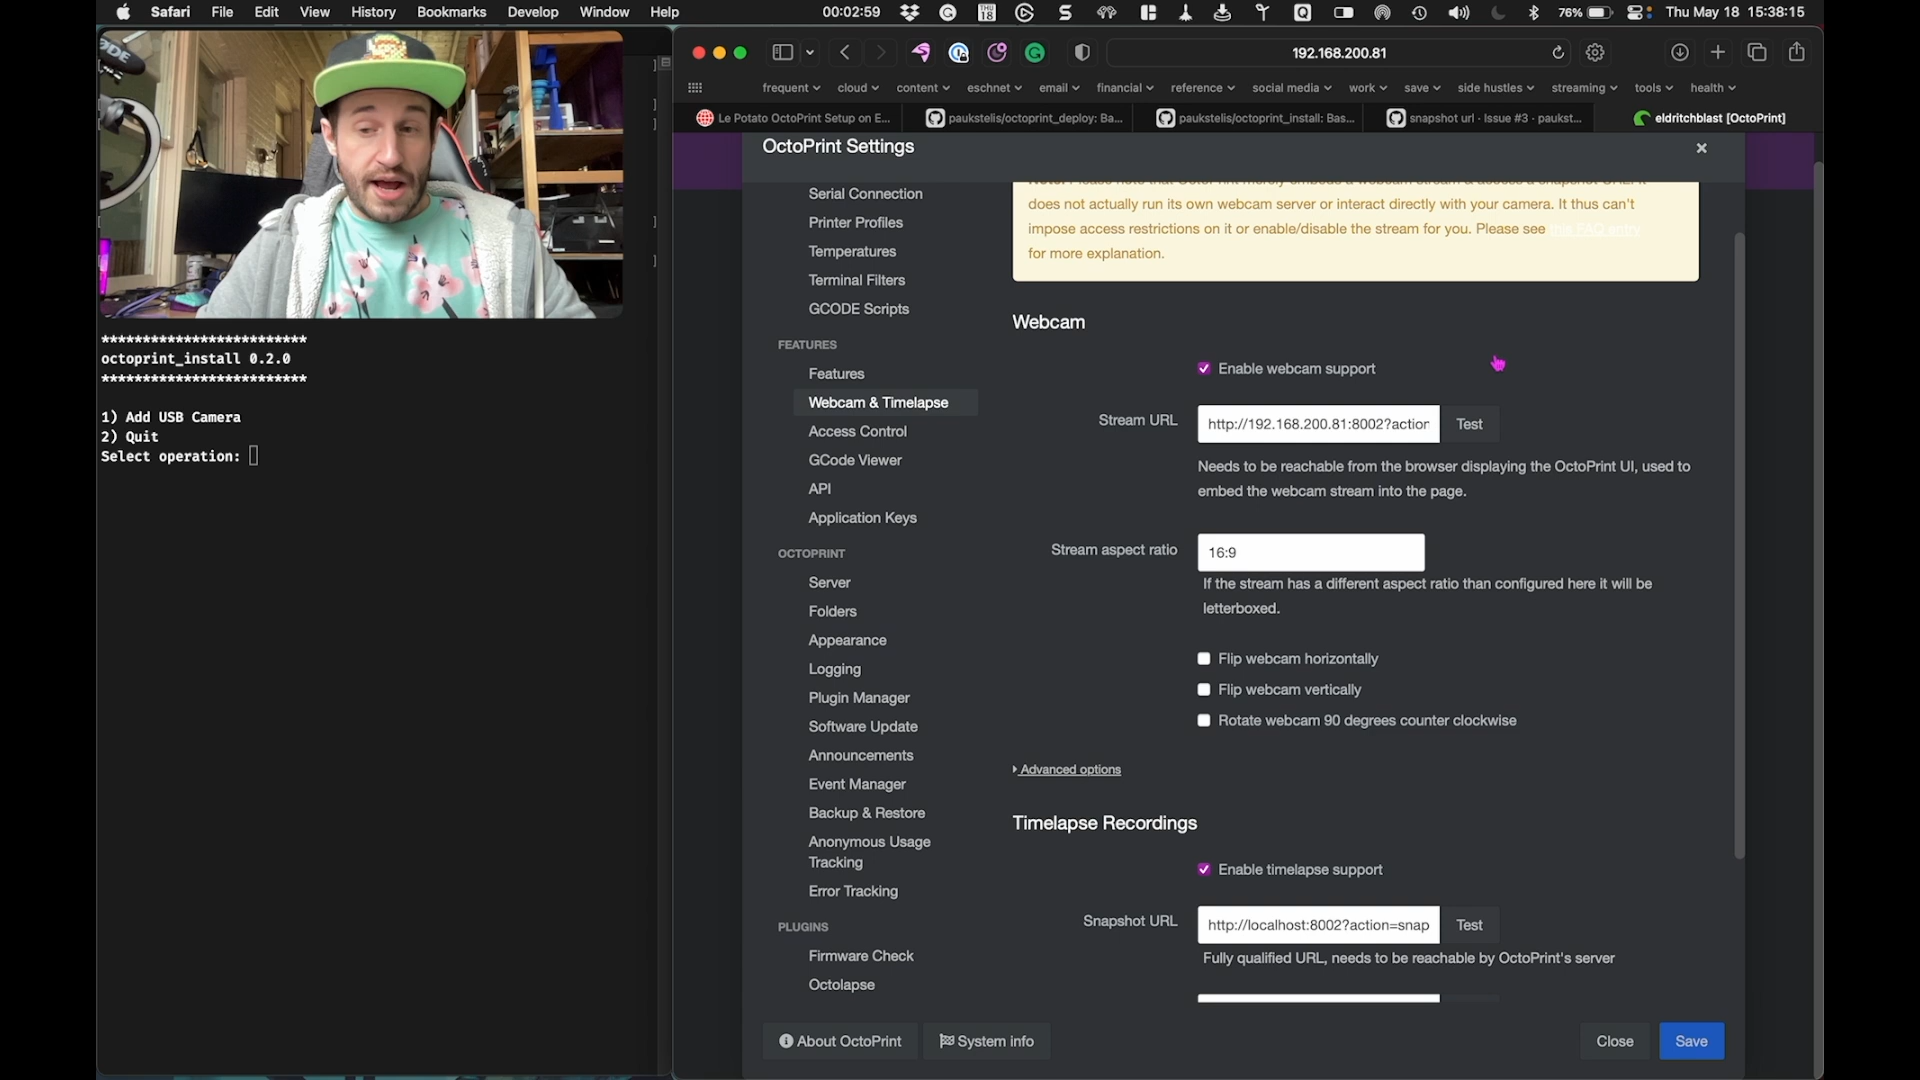 Safari File Edit View History Bookmarks Develop Window Help
00:02:59
THU 18
76%
Thu May 18 15:38:15
192.168.200.81
frequent cloud content eschnet email financial reference social media work save side hustles streaming tools health
Le Potato OctoPrint Setup on E...
paukstelis/octoprint_deploy: Ba...
paukstelis/octoprint_install: Bas...
snapshot url · Issue #3 · paukst...
eldritchblast [OctoPrint]
**************************
octoprint_install 0.2.0
**************************
1) Add USB Camera
2) Quit
Select operation:
OctoPrint Settings
×
Serial Connection
Printer Profiles
Temperatures
Terminal Filters
GCODE Scripts
FEATURES
Features
Webcam & Timelapse
Access Control
GCode Viewer
API
Application Keys
OCTOPRINT
Server
Folders
Appearance
Logging
Plugin Manager
Software Update
Announcements
Event Manager
Backup & Restore
Anonymous Usage
Tracking
Error Tracking
PLUGINS
Firmware Check
Octolapse
does not actually run its own webcam server or interact directly with your camera. It thus can't
impose access restrictions on it or enable/disable the stream for you. Please see this FAQ entry
for more explanation.
Webcam
Enable webcam support
Stream URL
http://192.168.200.81:8002?action
Test
Needs to be reachable from the browser displaying the OctoPrint UI, used to
embed the webcam stream into the page.
Stream aspect ratio
16:9
If the stream has a different aspect ratio than configured here it will be
letterboxed.
Flip webcam horizontally
Flip webcam vertically
Rotate webcam 90 degrees counter clockwise
Advanced options
Timelapse Recordings
Enable timelapse support
Snapshot URL
http://localhost:8002?action=snap
Test
Fully qualified URL, needs to be reachable by OctoPrint's server
About OctoPrint
System info
Close
Save